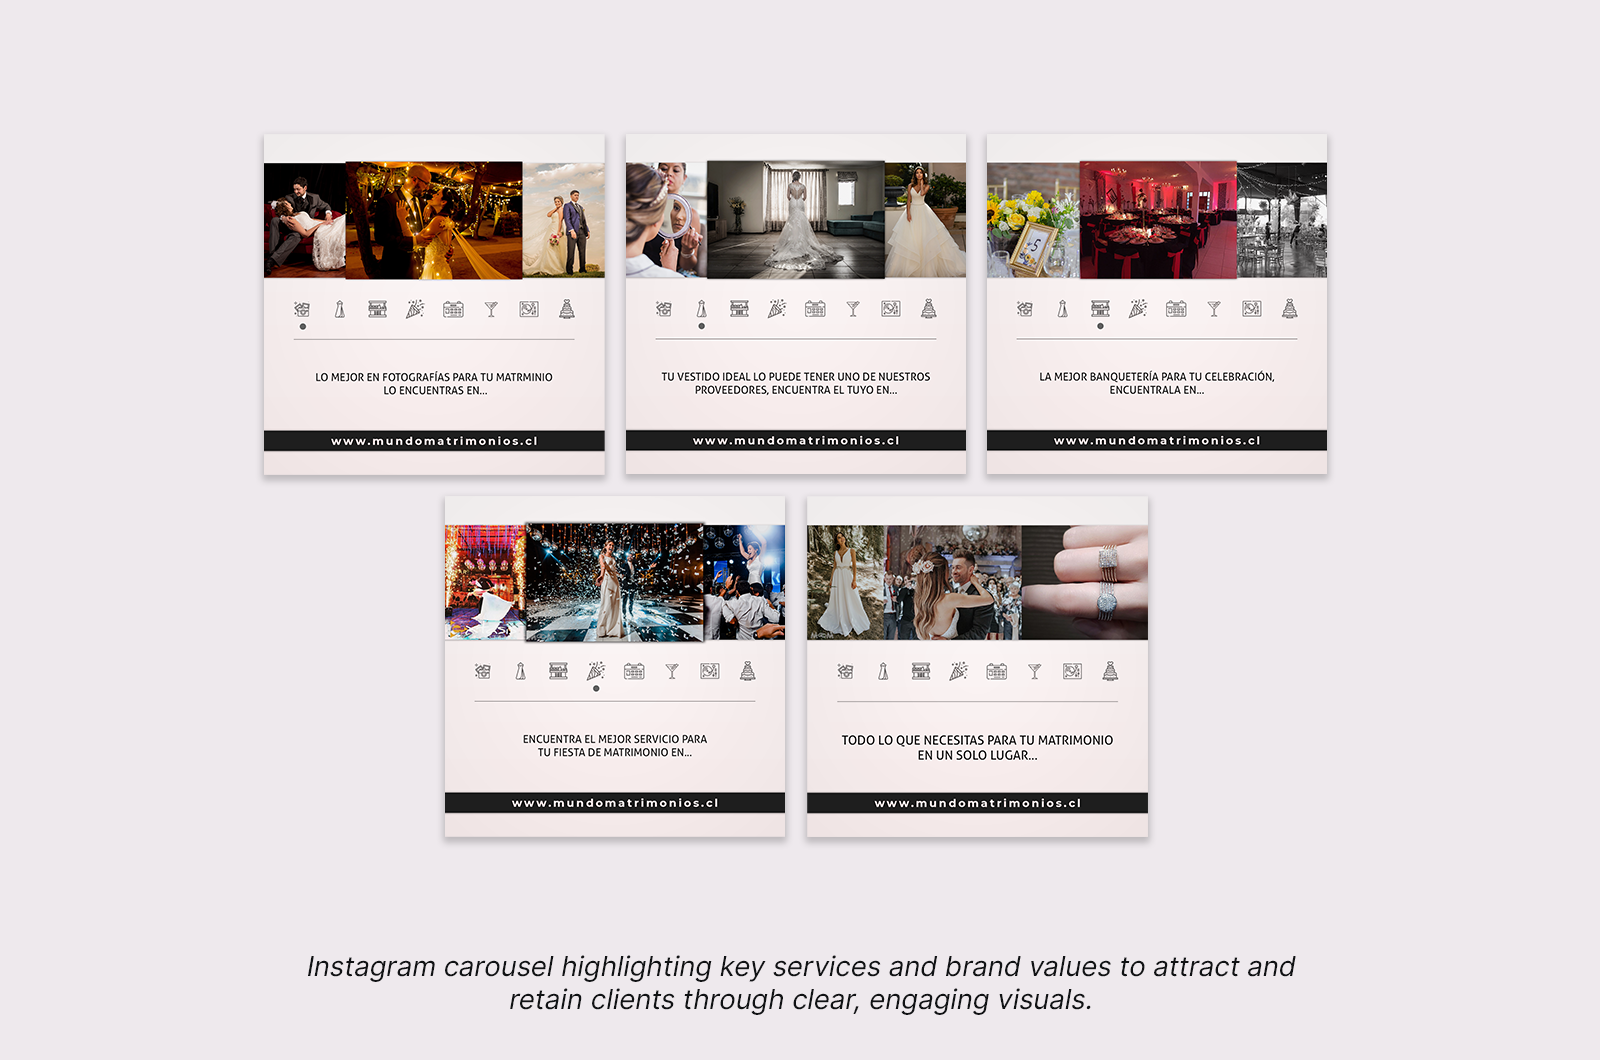 LO MEJOR EN FOTOGRAFÍAS PARA TU MATRMINIO
LO ENCUENTRAS EN...
www.mundomatrimonios.cl
TU VESTIDO IDEAL LO PUEDE TENER UNO DE NUESTROS
PROVEEDORES, ENCUENTRA EL TUYO EN...
www.mundomatrimonios.cl
5
LA MEJOR BANQUETERÍA PARA TU CELEBRACIÓN,
ENCUENTRALA EN...
www.mundomatrimonios.cl
ENCUENTRA EL MEJOR SERVICIO PARA
TU FIESTA DE MATRIMONIO EN...
www.mundomatrimonios.cl
TODO LO QUE NECESITAS PARA TU MATRIMONIO
EN UN SOLO LUGAR...
www.mundomatrimonios.cl
Instagram carousel highlighting key services and brand values to attract and
retain clients through clear, engaging visuals.